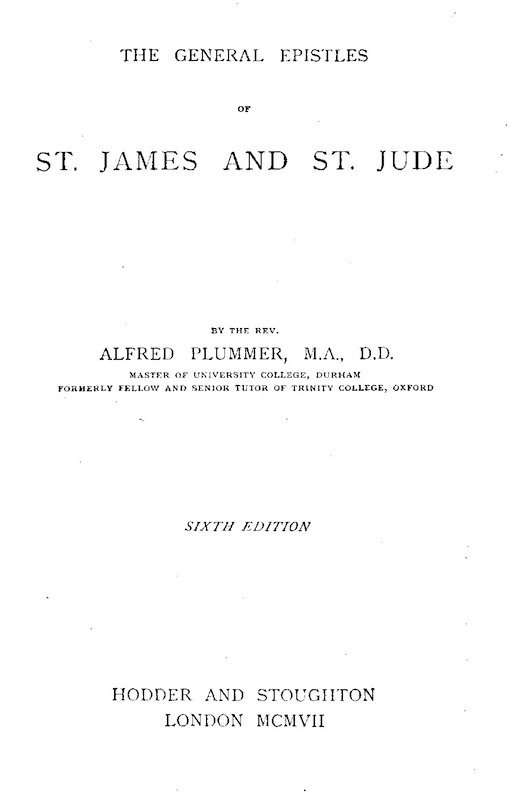 THE GENERAL EPISTLES
OF
ST. JAMES AND ST. JUDE
BY THE REV.
ALFRED PLUMMER, M.A., D.D.
MASTER OF UNIVERSITY COLLEGE, DURHAM
FORMERLY FELLOW AND SENIOR TUTOR OF TRINITY COLLEGE, OXFORD
SIXTH EDITION
HODDER AND STOUGHTON
LONDON MCMVII